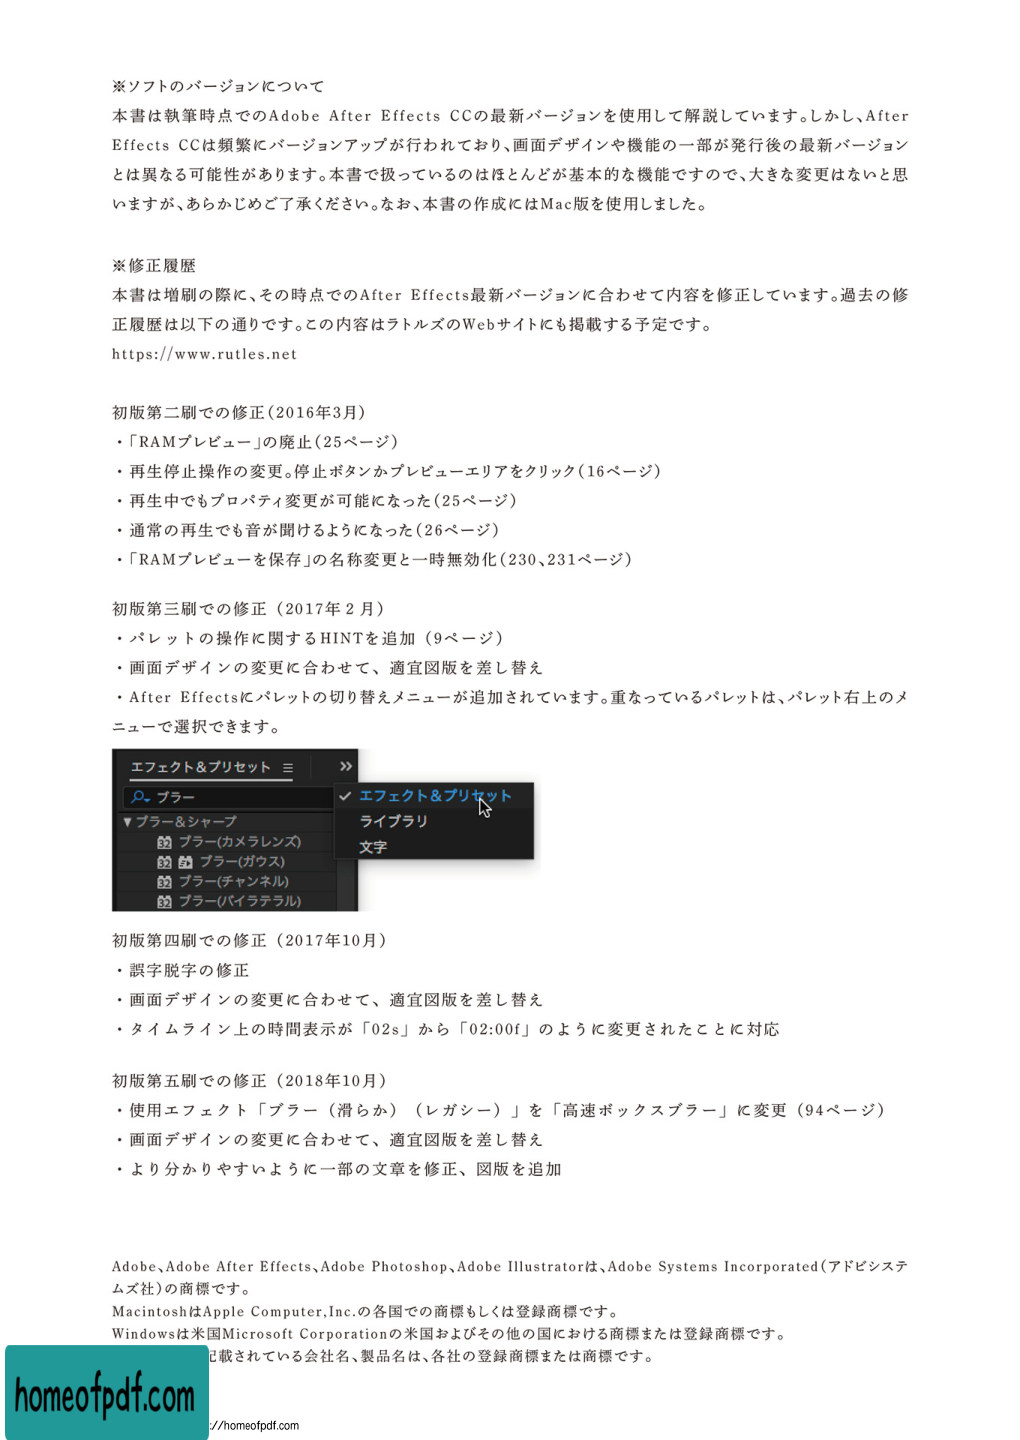 ※ソフトのバージョンについて
本書は執筆時点でのAdobe After Effects CCの最新バージョンを使用して解説しています。しかし、After
Effects CCは頻繁にバージョンアップが行われており、画面デザインや機能の一部が発行後の最新バージョン
とは異なる可能性があります。本書で扱っているのはほとんどが基本的な機能ですので、大きな変更はないと思
いますが、あらかじめご了承ください。なお、本書の作成にはMac版を使用しました。
※修正履歴
本書は増刷の際に、その時点でのAfter Effects最新バージョンに合わせて内容を修正しています。過去の修
正履歴は以下の通りです。この内容はラトルズのWebサイトにも掲載する予定です。
https://www.rutles.net
初版第二刷での修正(2016年3月)
・「RAMプレビュー」の廃止(25ページ)
・再生停止操作の変更。停止ボタンかプレビューエリアをクリック(16ページ)
・再生中でもプロパティ変更が可能になった(25ページ)
・通常の再生でも音が聞けるようになった(26ページ)
・「RAMプレビューを保存」の名称変更と一時無効化(230、231ページ)
初版第三刷での修正（2017年２月）
・パレットの操作に関するHINTを追加（9ページ）
・画面デザインの変更に合わせて、適宜図版を差し替え
・After Effectsにパレットの切り替えメニューが追加されています。重なっているパレットは、パレット右上のメ
ニューで選択できます。
エフェクト＆プリセット ☰ »
ブラー
✓ エフェクト＆プリセット
▼ブラー＆シャープ
ライブラリ
32 ブラー(カメラレンズ)
文字
32 ブラー(ガウス)
32 ブラー(チャンネル)
32 ブラー(バイラテラル)
初版第四刷での修正（2017年10月）
・誤字脱字の修正
・画面デザインの変更に合わせて、適宜図版を差し替え
・タイムライン上の時間表示が「02s」から「02:00f」のように変更されたことに対応
初版第五刷での修正（2018年10月）
・使用エフェクト「ブラー（滑らか）（レガシー）」を「高速ボックスブラー」に変更（94ページ）
・画面デザインの変更に合わせて、適宜図版を差し替え
・より分かりやすいように一部の文章を修正、図版を追加
Adobe、Adobe After Effects、Adobe Photoshop、Adobe Illustratorは、Adobe Systems Incorporated(アドビシステ
ムズ社)の商標です。
MacintoshはApple Computer,Inc.の各国での商標もしくは登録商標です。
Windowsは米国Microsoft Corporationの米国およびその他の国における商標または登録商標です。
記載されている会社名、製品名は、各社の登録商標または商標です。
homeofpdf.com
://homeofpdf.com